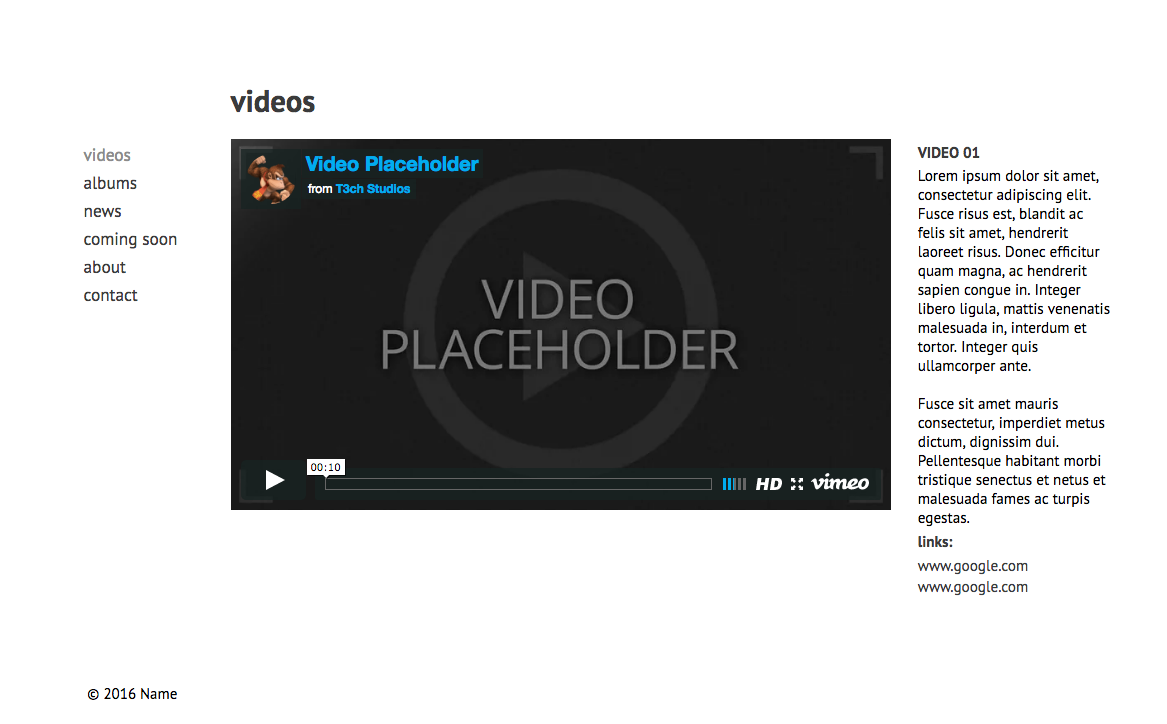 videos
videos
albums
news
coming soon
about
contact
Video Placeholder
from T3ch Studios
VIDEO
PLACEHOLDER
00:10
HD vimeo
VIDEO 01
Lorem ipsum dolor sit amet,
consectetur adipiscing elit.
Fusce risus est, blandit ac
felis sit amet, hendrerit
laoreet risus. Donec efficitur
quam magna, ac hendrerit
sapien congue in. Integer
libero ligula, mattis venenatis
malesuada in, interdum et
tortor. Integer quis
ullamcorper ante.
Fusce sit amet mauris
consectetur, imperdiet metus
dictum, dignissim dui.
Pellentesque habitant morbi
tristique senectus et netus et
malesuada fames ac turpis
egestas.
links:
www.google.com
www.google.com
© 2016 Name